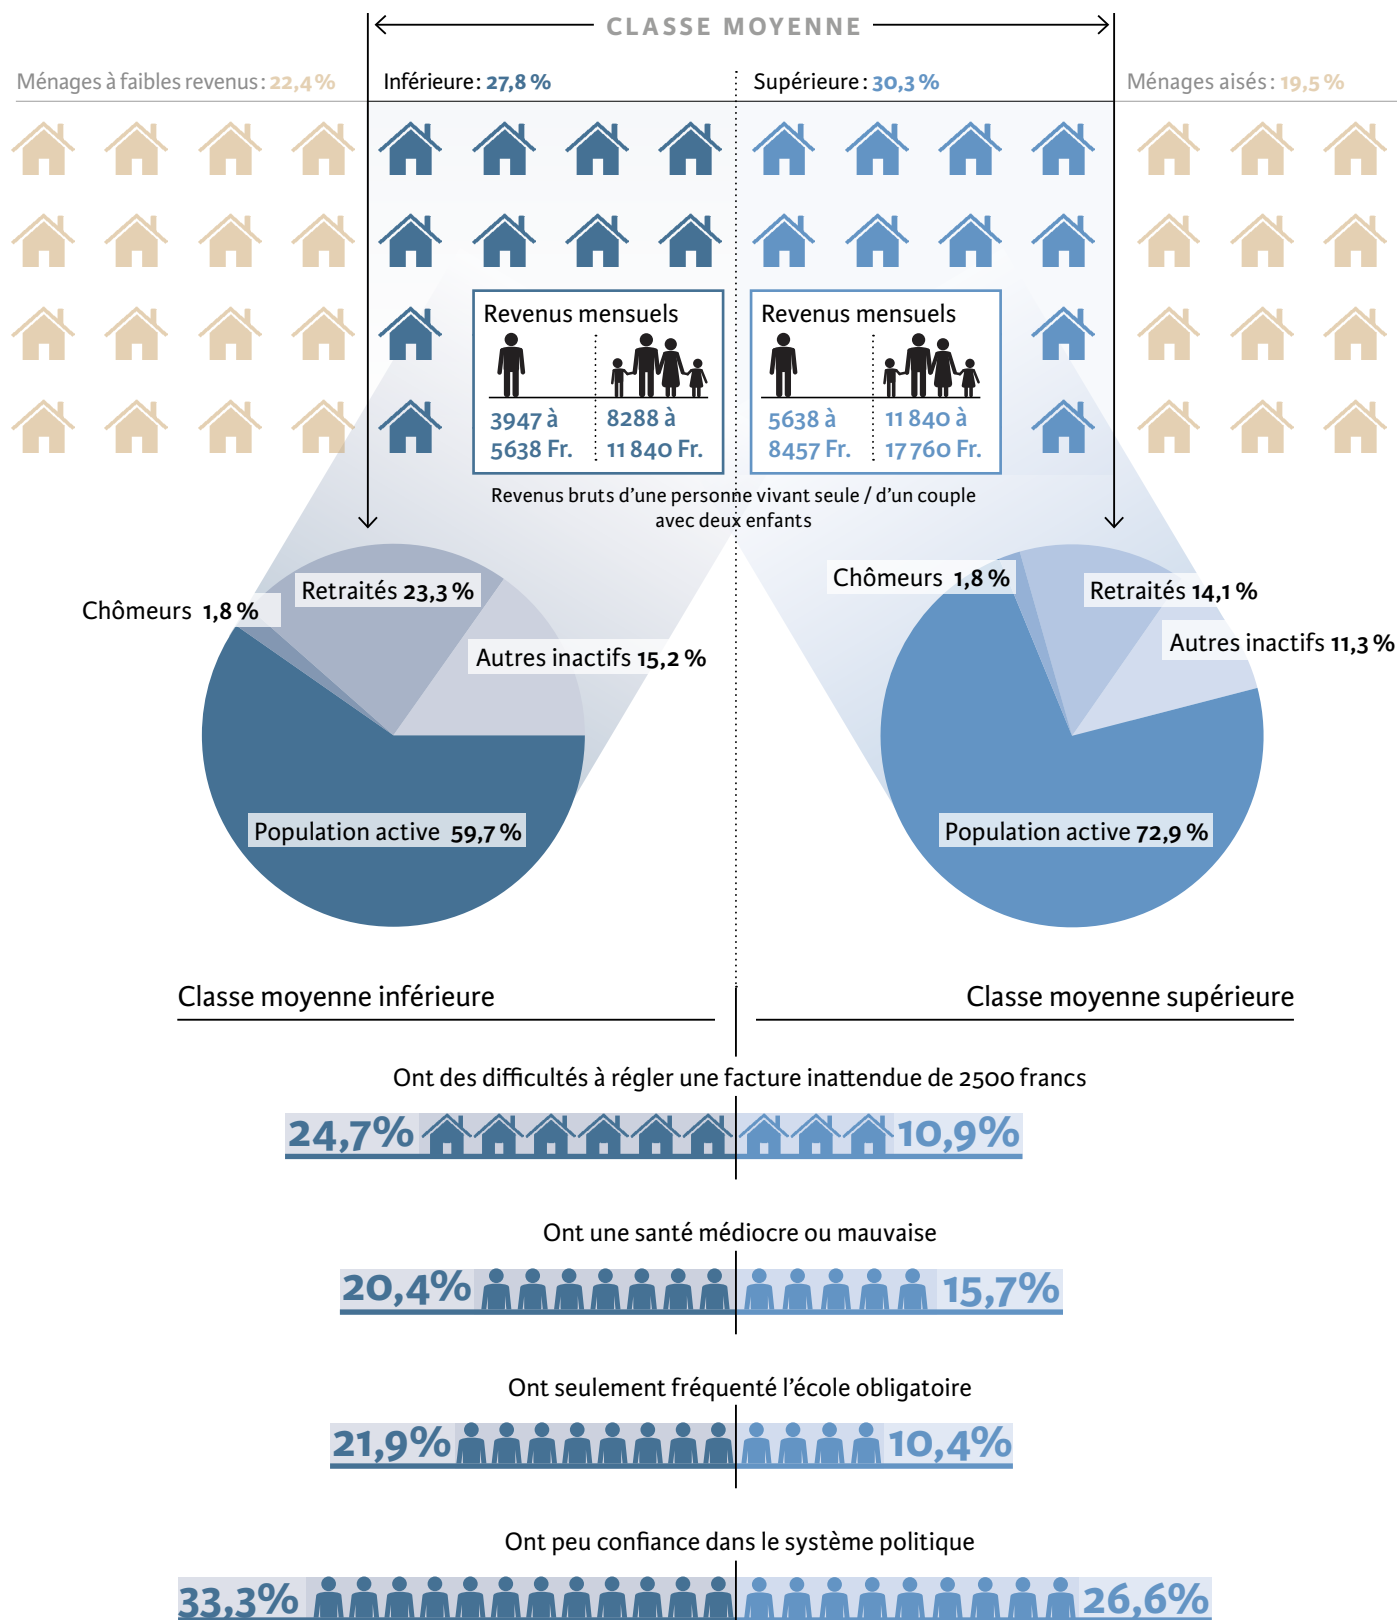 CLASSE MOYENNE
Ménages à faibles revenus: 22,4 %
Inférieure: 27,8 %
Supérieure: 30,3 %
Ménages aisés: 19,5 %
Revenus mensuels
3947 à
5638 Fr.
8288 à
11 840 Fr.
Revenus mensuels
5638 à
8457 Fr.
11 840 à
17 760 Fr.
Revenus bruts d’une personne vivant seule / d’un couple
avec deux enfants
Chômeurs 1,8 %
Retraités 23,3 %
Autres inactifs 15,2 %
Population active 59,7 %
Chômeurs 1,8 %
Retraités 14,1 %
Autres inactifs 11,3 %
Population active 72,9 %
Classe moyenne inférieure
Classe moyenne supérieure
Ont des difficultés à régler une facture inattendue de 2500 francs
24,7%
10,9%
Ont une santé médiocre ou mauvaise
20,4%
15,7%
Ont seulement fréquenté l’école obligatoire
21,9%
10,4%
Ont peu confiance dans le système politique
33,3%
26,6%